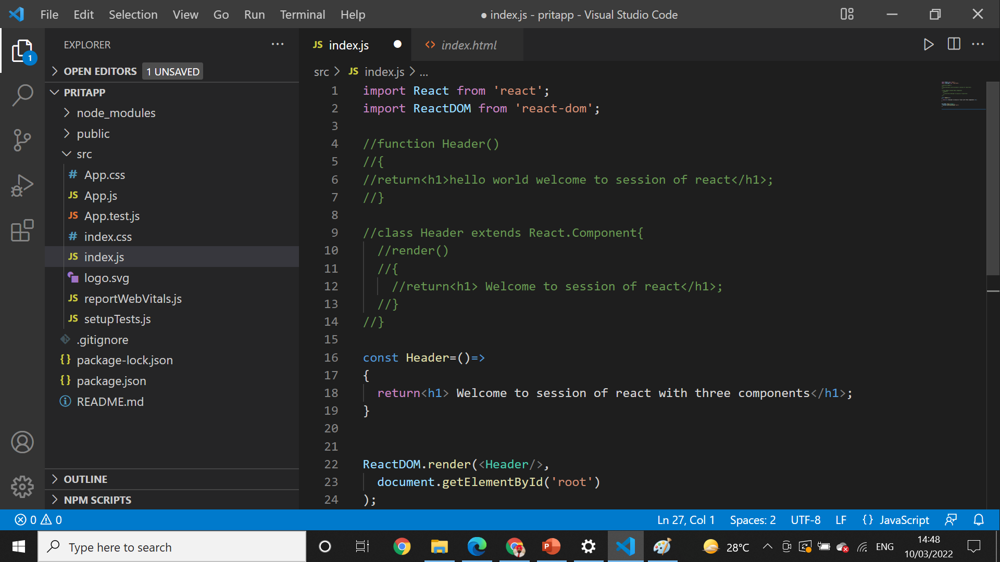 File Edit Selection View Go Run Terminal Help
● index.js - pritapp - Visual Studio Code
EXPLORER
OPEN EDITORS 1 UNSAVED
PRITAPP
node_modules
public
src
# App.css
JS App.js
JS App.test.js
# index.css
JS index.js
logo.svg
JS reportWebVitals.js
JS setupTests.js
.gitignore
{} package-lock.json
{} package.json
README.md
OUTLINE
NPM SCRIPTS
1
JS index.js
<> index.html
src > JS index.js > ...
1 import React from 'react';
2 import ReactDOM from 'react-dom';
3
4 //function Header()
5 //{
6 //return<h1>hello world welcome to session of react</h1>;
7 //}
8
9 //class Header extends React.Component{
10 //render()
11 //{
12 //return<h1> Welcome to session of react</h1>;
13 //}
14 //}
15
16 const Header=()=>
17 {
18 return<h1> Welcome to session of react with three components</h1>;
19 }
20
21
22 ReactDOM.render(<Header/>,
23 document.getElementById('root')
24 );
0 0
Ln 27, Col 1 Spaces: 2 UTF-8 LF {} JavaScript
Type here to search
28°C
ENG
14:48
10/03/2022